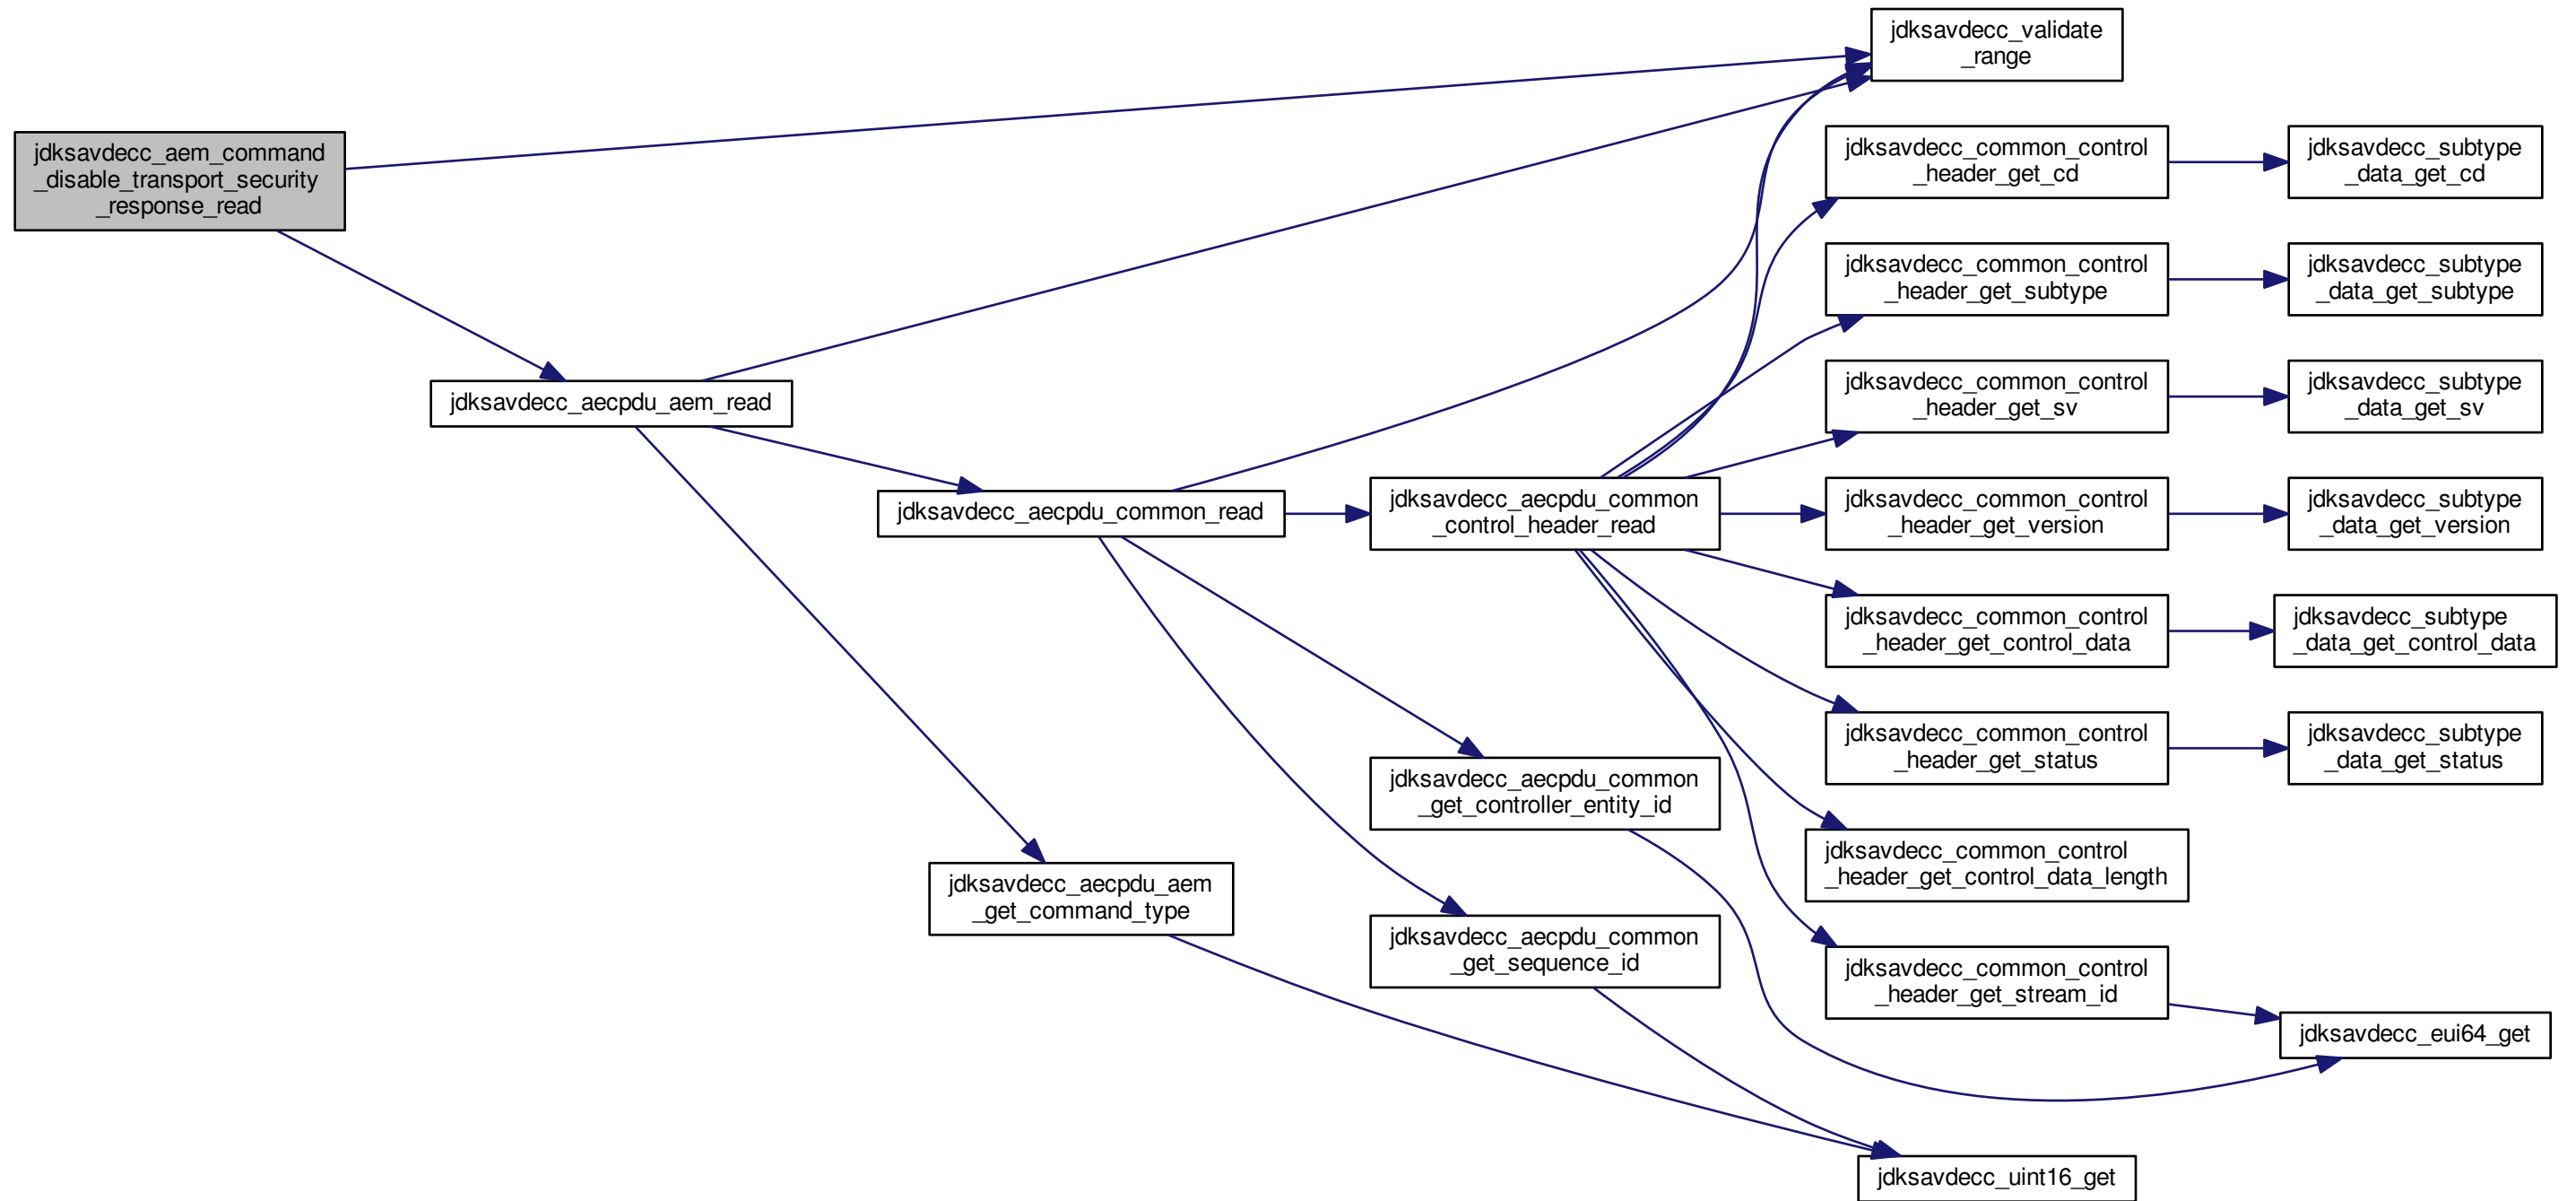 jdksavdecc_aem_command
_disable_transport_security
_response_read
jdksavdecc_aecpdu_aem_read
jdksavdecc_aecpdu_common_read
jdksavdecc_aecpdu_aem
_get_command_type
jdksavdecc_aecpdu_common
_control_header_read
jdksavdecc_aecpdu_common
_get_controller_entity_id
jdksavdecc_aecpdu_common
_get_sequence_id
jdksavdecc_validate
_range
jdksavdecc_common_control
_header_get_cd
jdksavdecc_common_control
_header_get_subtype
jdksavdecc_common_control
_header_get_sv
jdksavdecc_common_control
_header_get_version
jdksavdecc_common_control
_header_get_control_data
jdksavdecc_common_control
_header_get_status
jdksavdecc_common_control
_header_get_control_data_length
jdksavdecc_common_control
_header_get_stream_id
jdksavdecc_uint16_get
jdksavdecc_subtype
_data_get_cd
jdksavdecc_subtype
_data_get_subtype
jdksavdecc_subtype
_data_get_sv
jdksavdecc_subtype
_data_get_version
jdksavdecc_subtype
_data_get_control_data
jdksavdecc_subtype
_data_get_status
jdksavdecc_eui64_get